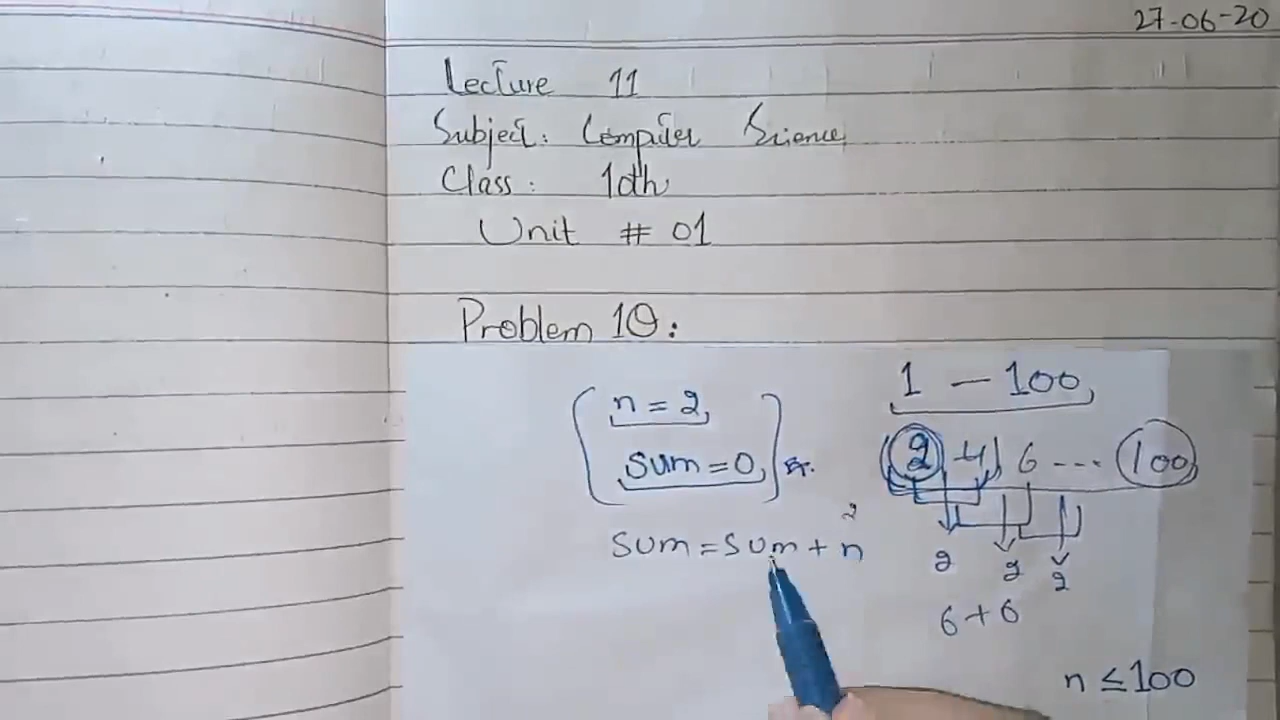 27-06-20
Lecture 11
Subject: Computer Science
Class: 10th
Unit # 01
Problem 10:
n = 2
sum = 0
1 — 100
2 4 6 --- 100
2
sum = sum + n
2 2 2
6 + 6
n ≤ 100